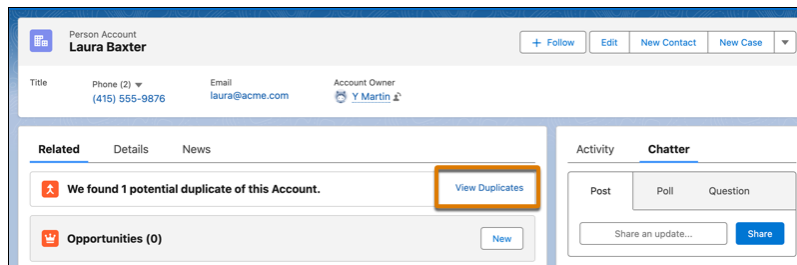 Person Account
Laura Baxter
+ Follow
Edit
New Contact
New Case
Title
Phone (2)
Email
Account Owner
(415) 555-9876
laura@acme.com
Y Martin
Related
Details
News
We found 1 potential duplicate of this Account.
View Duplicates
Opportunities (0)
New
Activity
Chatter
Post
Poll
Question
Share an update...
Share